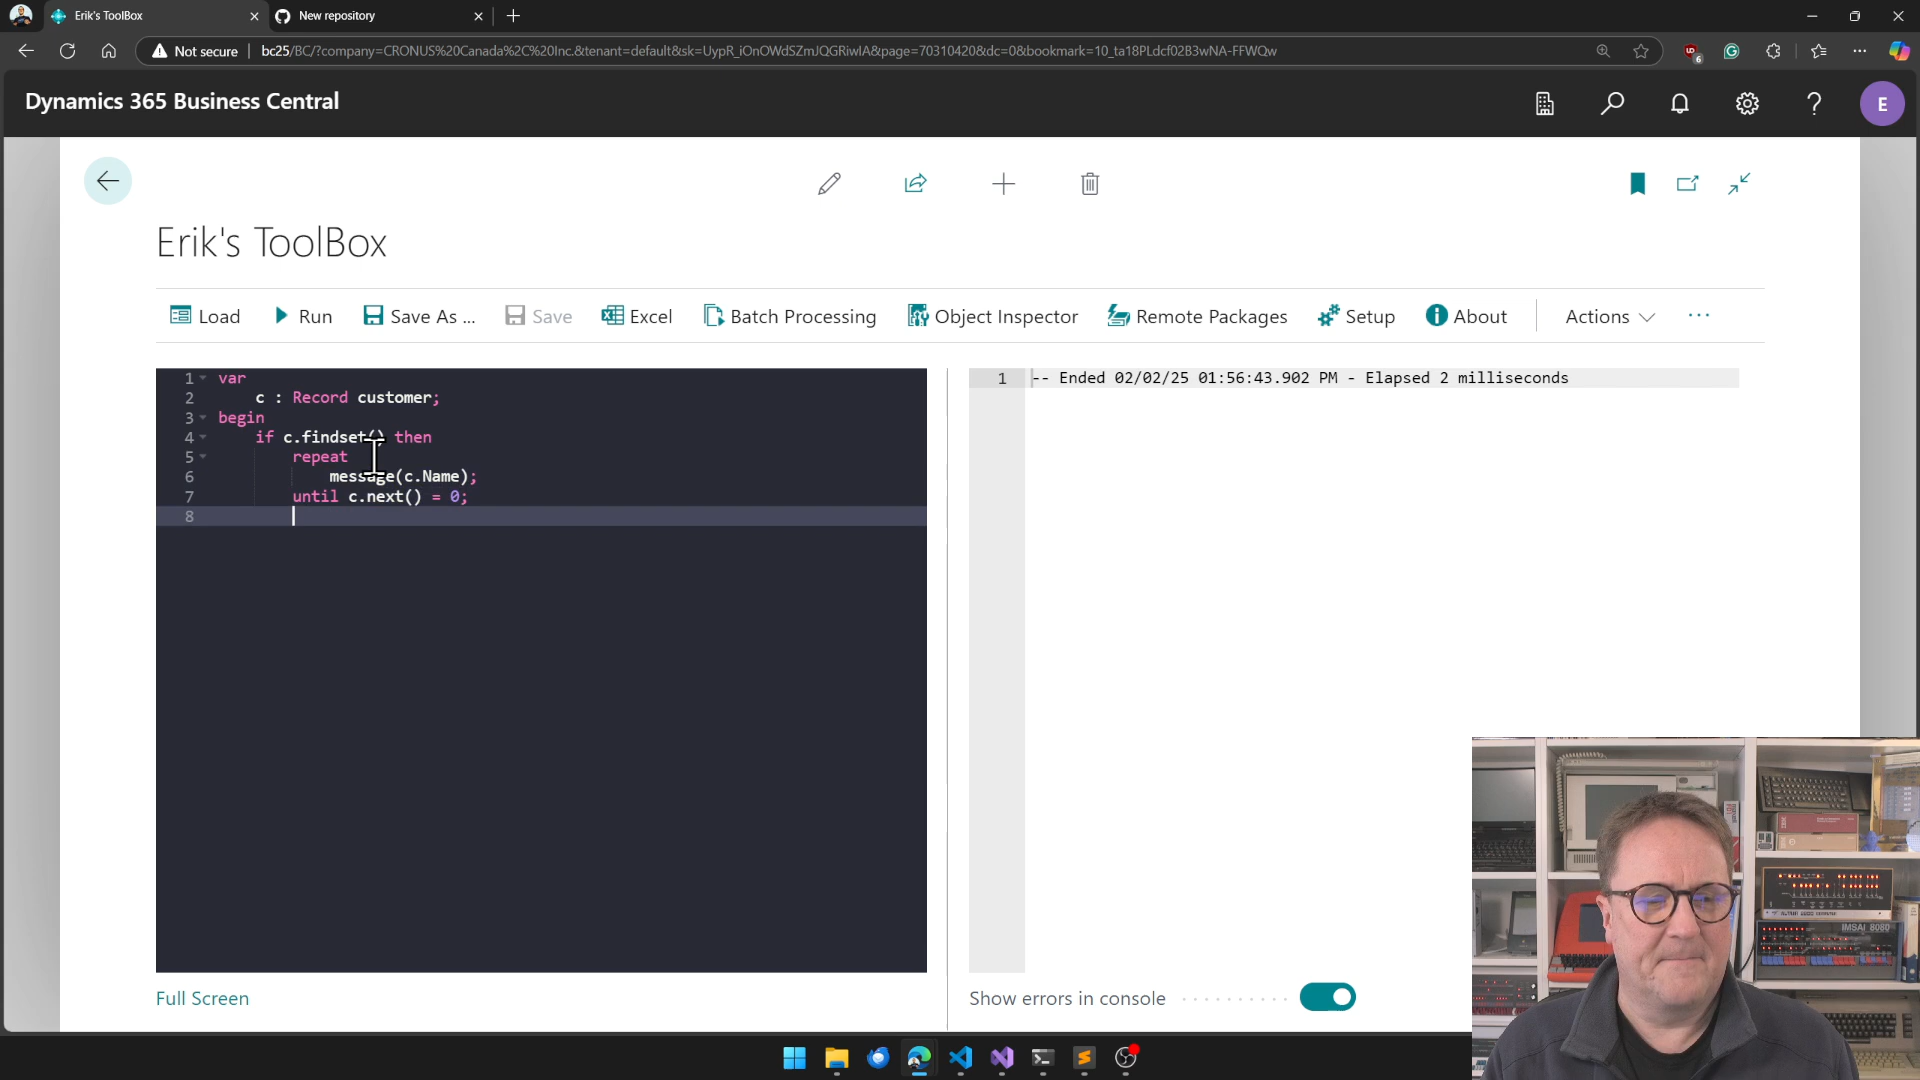 Erik's ToolBox
New repository
Not secure
bc25/BC/?company=CRONUS%20Canada%2C%20Inc.&tenant=default&sk=UypR_iOnOWdSZmJQGRiwIA&page=70310420&dc=0&bookmark=10_ta18PLdcf02B3wNA-FFWQw
6
Dynamics 365 Business Central
E
Erik's ToolBox
Load
Run
Save As ...
Save
Excel
Batch Processing
Object Inspector
Remote Packages
Setup
About
Actions
1 var
2 c : Record customer;
3 begin
4 if c.findset() then
5 repeat
6 message(c.Name);
7 until c.next() = 0;
8
1 -- Ended 02/02/25 01:56:43.902 PM - Elapsed 2 milliseconds
Full Screen
Show errors in console
IMSAI 8080